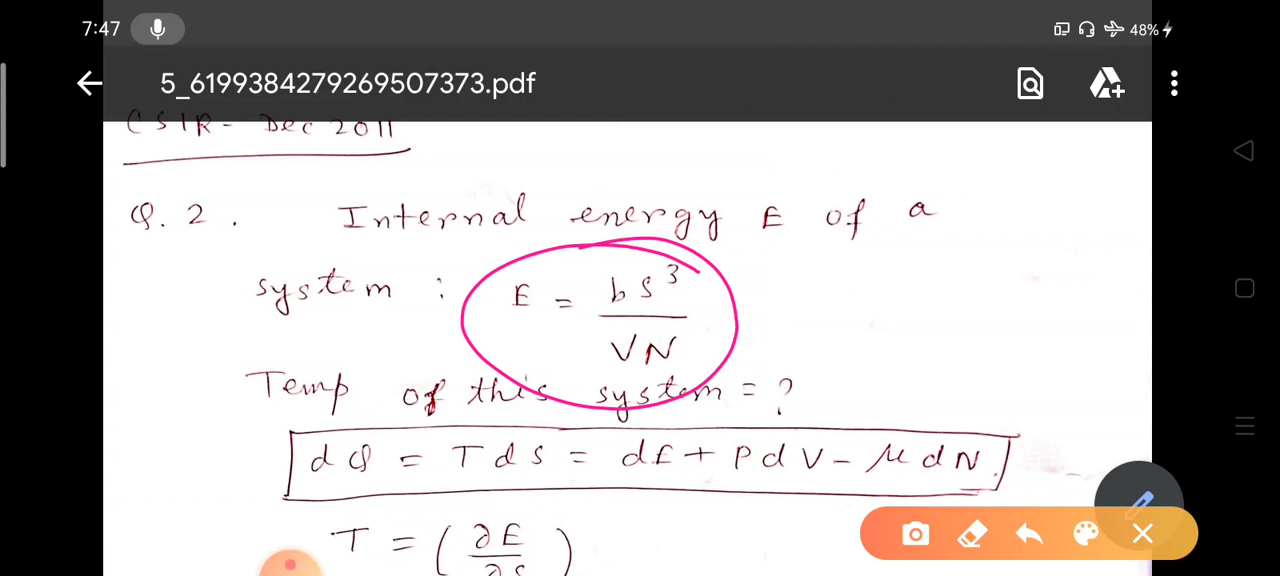 7:47 48%
5_6199384279269507373.pdf
CSIR - Dec 2011
Q. 2. Internal energy E of a
system : E = bS³ / VN
Temp of this system = ?
dQ = TdS = dE + PdV - μdN.
T = (∂E/∂S)